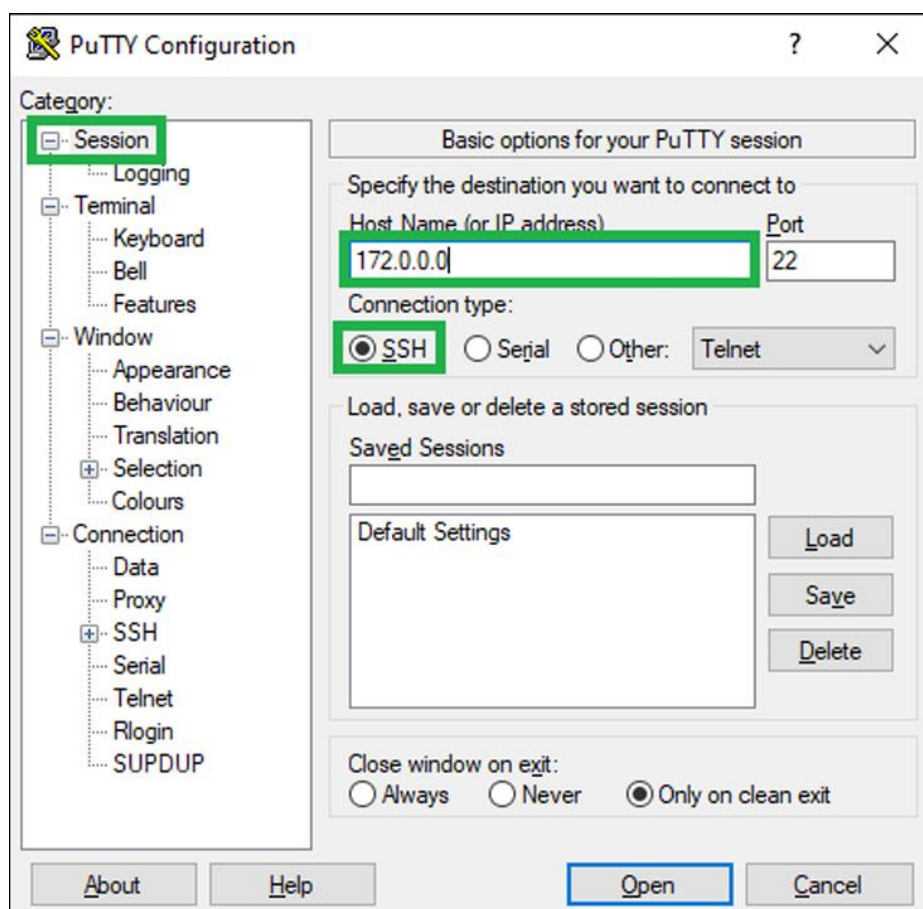 PuTTY Configuration ? ×
Category:
Session
Logging
Terminal
Keyboard
Bell
Features
Window
Appearance
Behaviour
Translation
Selection
Colours
Connection
Data
Proxy
SSH
Serial
Telnet
Rlogin
SUPDUP
Basic options for your PuTTY session
Specify the destination you want to connect to
Host Name (or IP address) Port
172.0.0.0 22
Connection type:
SSH Serial Other: Telnet
Load, save or delete a stored session
Saved Sessions
Default Settings
Load
Save
Delete
Close window on exit:
Always Never Only on clean exit
About Help Open Cancel